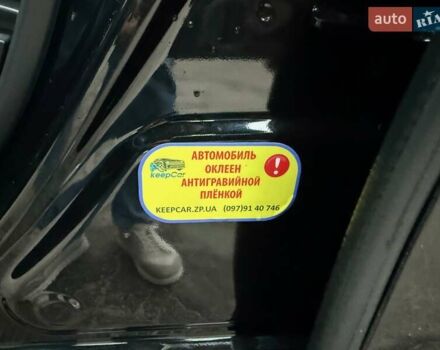 auto RIA
АВТОМОБИЛЬ
ОКЛЕЕН
АНТИГРАВИЙНОЙ
ПЛЁНКОЙ
keepCar
!
KEEPCAR.ZP.UA (097)91 40 746